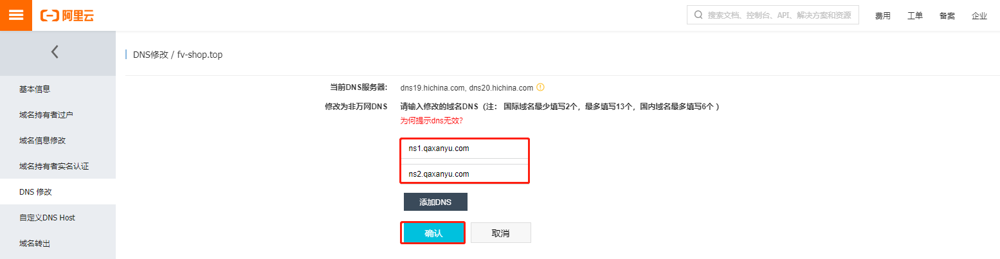 阿里云
搜索文档、控制台、API、解决方案和资源
费用
工单
备案
企业
DNS修改 / fv-shop.top
基本信息
域名持有者过户
域名信息修改
域名持有者实名认证
DNS 修改
自定义DNS Host
域名转出
当前DNS服务器: dns19.hichina.com, dns20.hichina.com
修改为非万网DNS 请输入修改的域名DNS（注： 国际域名最少填写2个，最多填写13个，国内域名最多填写6个 ）
为何提示dns无效?
ns1.qaxanyu.com
ns2.qaxanyu.com
添加DNS
确认
取消